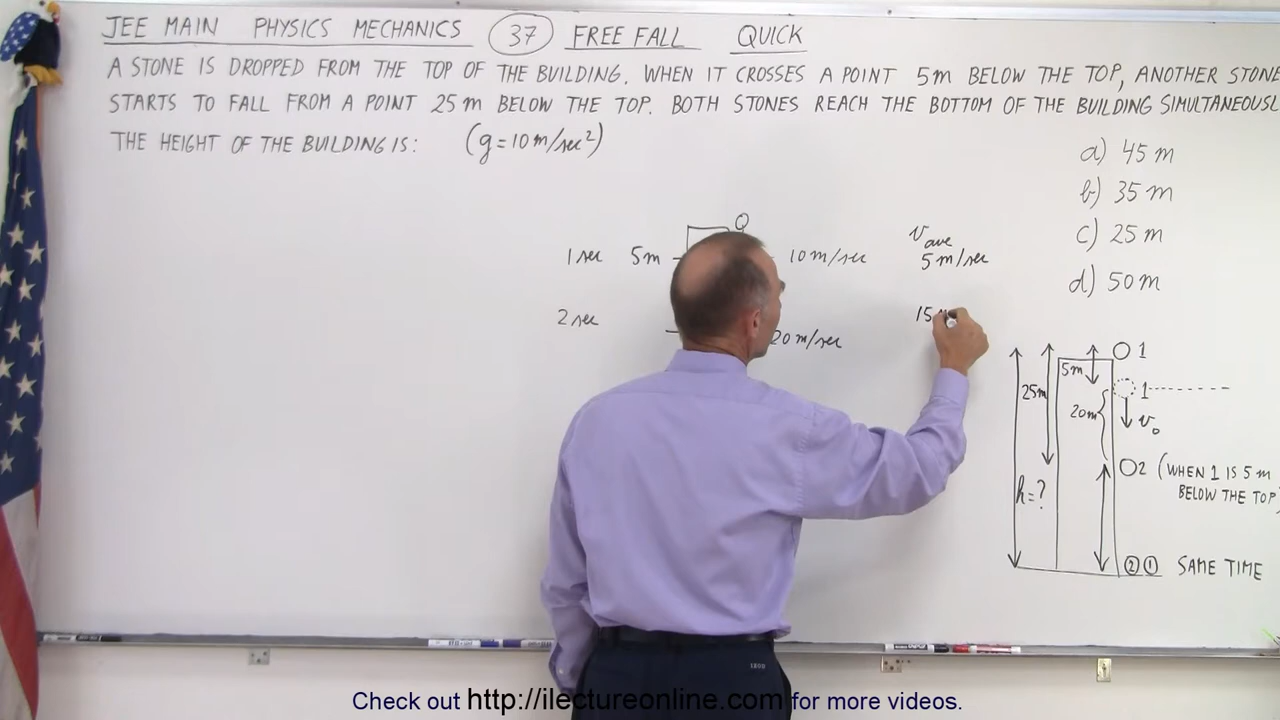 JEE MAIN PHYSICS MECHANICS 37 FREE FALL QUICK
A STONE IS DROPPED FROM THE TOP OF THE BUILDING. WHEN IT CROSSES A POINT 5m BELOW THE TOP, ANOTHER STONE
STARTS TO FALL FROM A POINT 25 m BELOW THE TOP. BOTH STONES REACH THE BOTTOM OF THE BUILDING SIMULTANEOUSL
THE HEIGHT OF THE BUILDING IS: (g=10 m/sec²)
a) 45 m
b) 35 m
c) 25 m
d) 50 m
v ave
1 sec 5m 10 m/sec 5 m/sec
2 sec 20 m/sec 15
1
5m
25m 1
20m v₀
2 (WHEN 1 IS 5 m
BELOW THE TOP)
h=?
2 1 SAME TIME
IZOD
Check out http://ilectureonline.com for more videos.